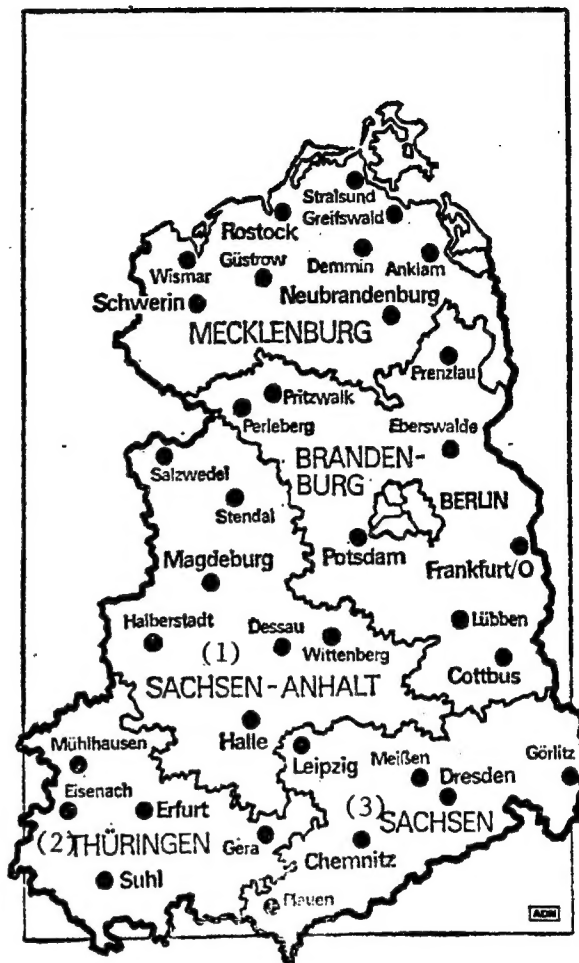 Stralsund
Greifswald
Rostock
Wismar
Güstrow
Demmin
Anklam
Schwerin
Neubrandenburg
MECKLENBURG
Prenzlau
Pritzwalk
Perleberg
Eberswalde
BRANDEN-
BURG
Salzwedel
Stendal
BERLIN
Potsdam
Frankfurt/O
Magdeburg
Halberstadt
Dessau
Wittenberg
Lübben
(1)
SACHSEN-ANHALT
Cottbus
Halle
Mühlhausen
Leipzig
Meißen
Dresden
Görlitz
Eisenach
Erfurt
(3)
SACHSEN
(2) THÜRINGEN
Gera
Chemnitz
Suhl
Plauen
ADN